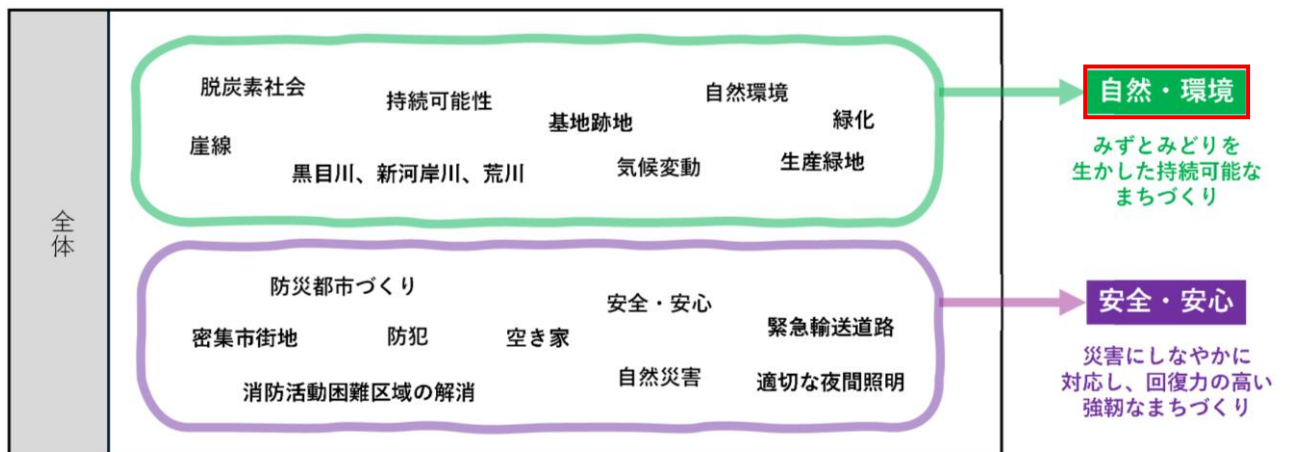 全体
脱炭素社会
持続可能性
自然環境
基地跡地
緑化
崖線
黒目川、新河岸川、荒川
気候変動
生産緑地
自然・環境
みずとみどりを
生かした持続可能な
まちづくり
防災都市づくり
安全・安心
緊急輸送道路
密集市街地
防犯
空き家
自然災害
適切な夜間照明
消防活動困難区域の解消
安全・安心
災害にしなやかに
対応し、回復力の高い
強靭なまちづくり